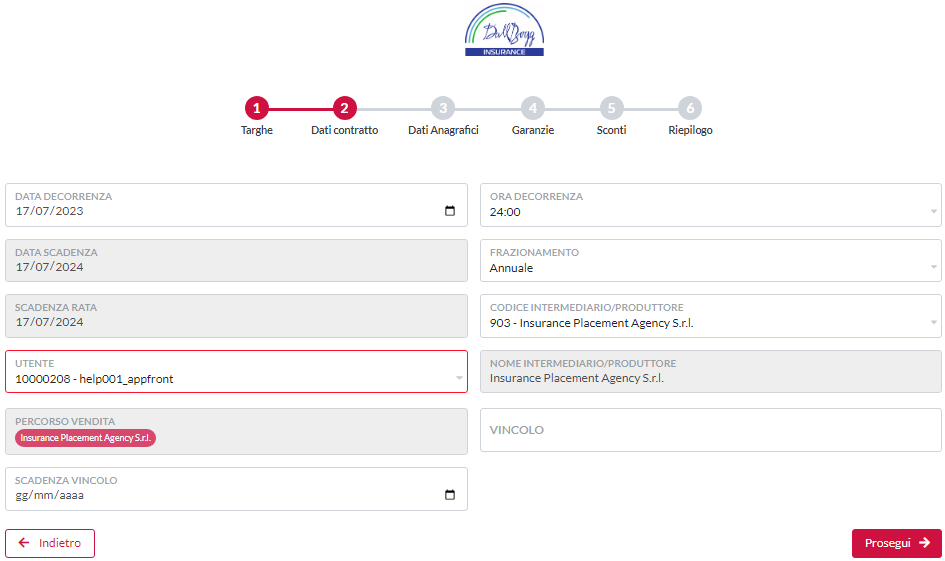 Bull Bogg
INSURANCE
1 2 3 4 5 6
Targhe Dati contratto Dati Anagrafici Garanzie Sconti Riepilogo
DATA DECORRENZA
17/07/2023
ORA DECORRENZA
24:00
DATA SCADENZA
17/07/2024
FRAZIONAMENTO
Annuale
SCADENZA RATA
17/07/2024
CODICE INTERMEDIARIO/PRODUTTORE
903 - Insurance Placement Agency S.r.l.
UTENTE
10000208 - help001_appfront
NOME INTERMEDIARIO/PRODUTTORE
Insurance Placement Agency S.r.l.
PERCORSO VENDITA
Insurance Placement Agency S.r.l.
VINCOLO
SCADENZA VINCOLO
gg/mm/aaaa
Indietro
Prosegui